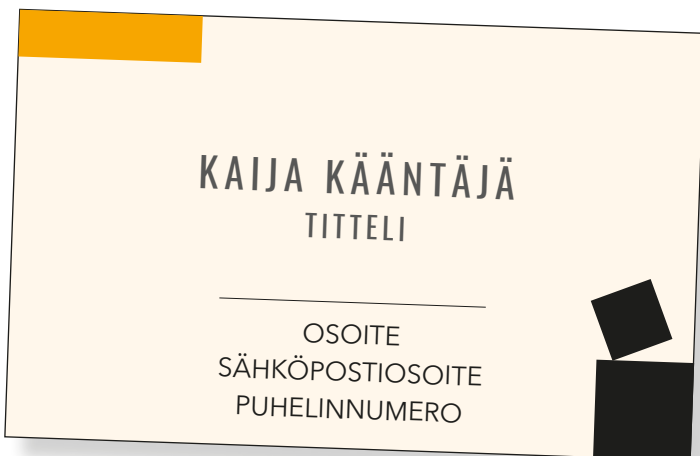 KAIJA KÄÄNTÄJÄ
TITTELI
OSOITE
SÄHKÖPOSTIOSOITE
PUHELINNUMERO